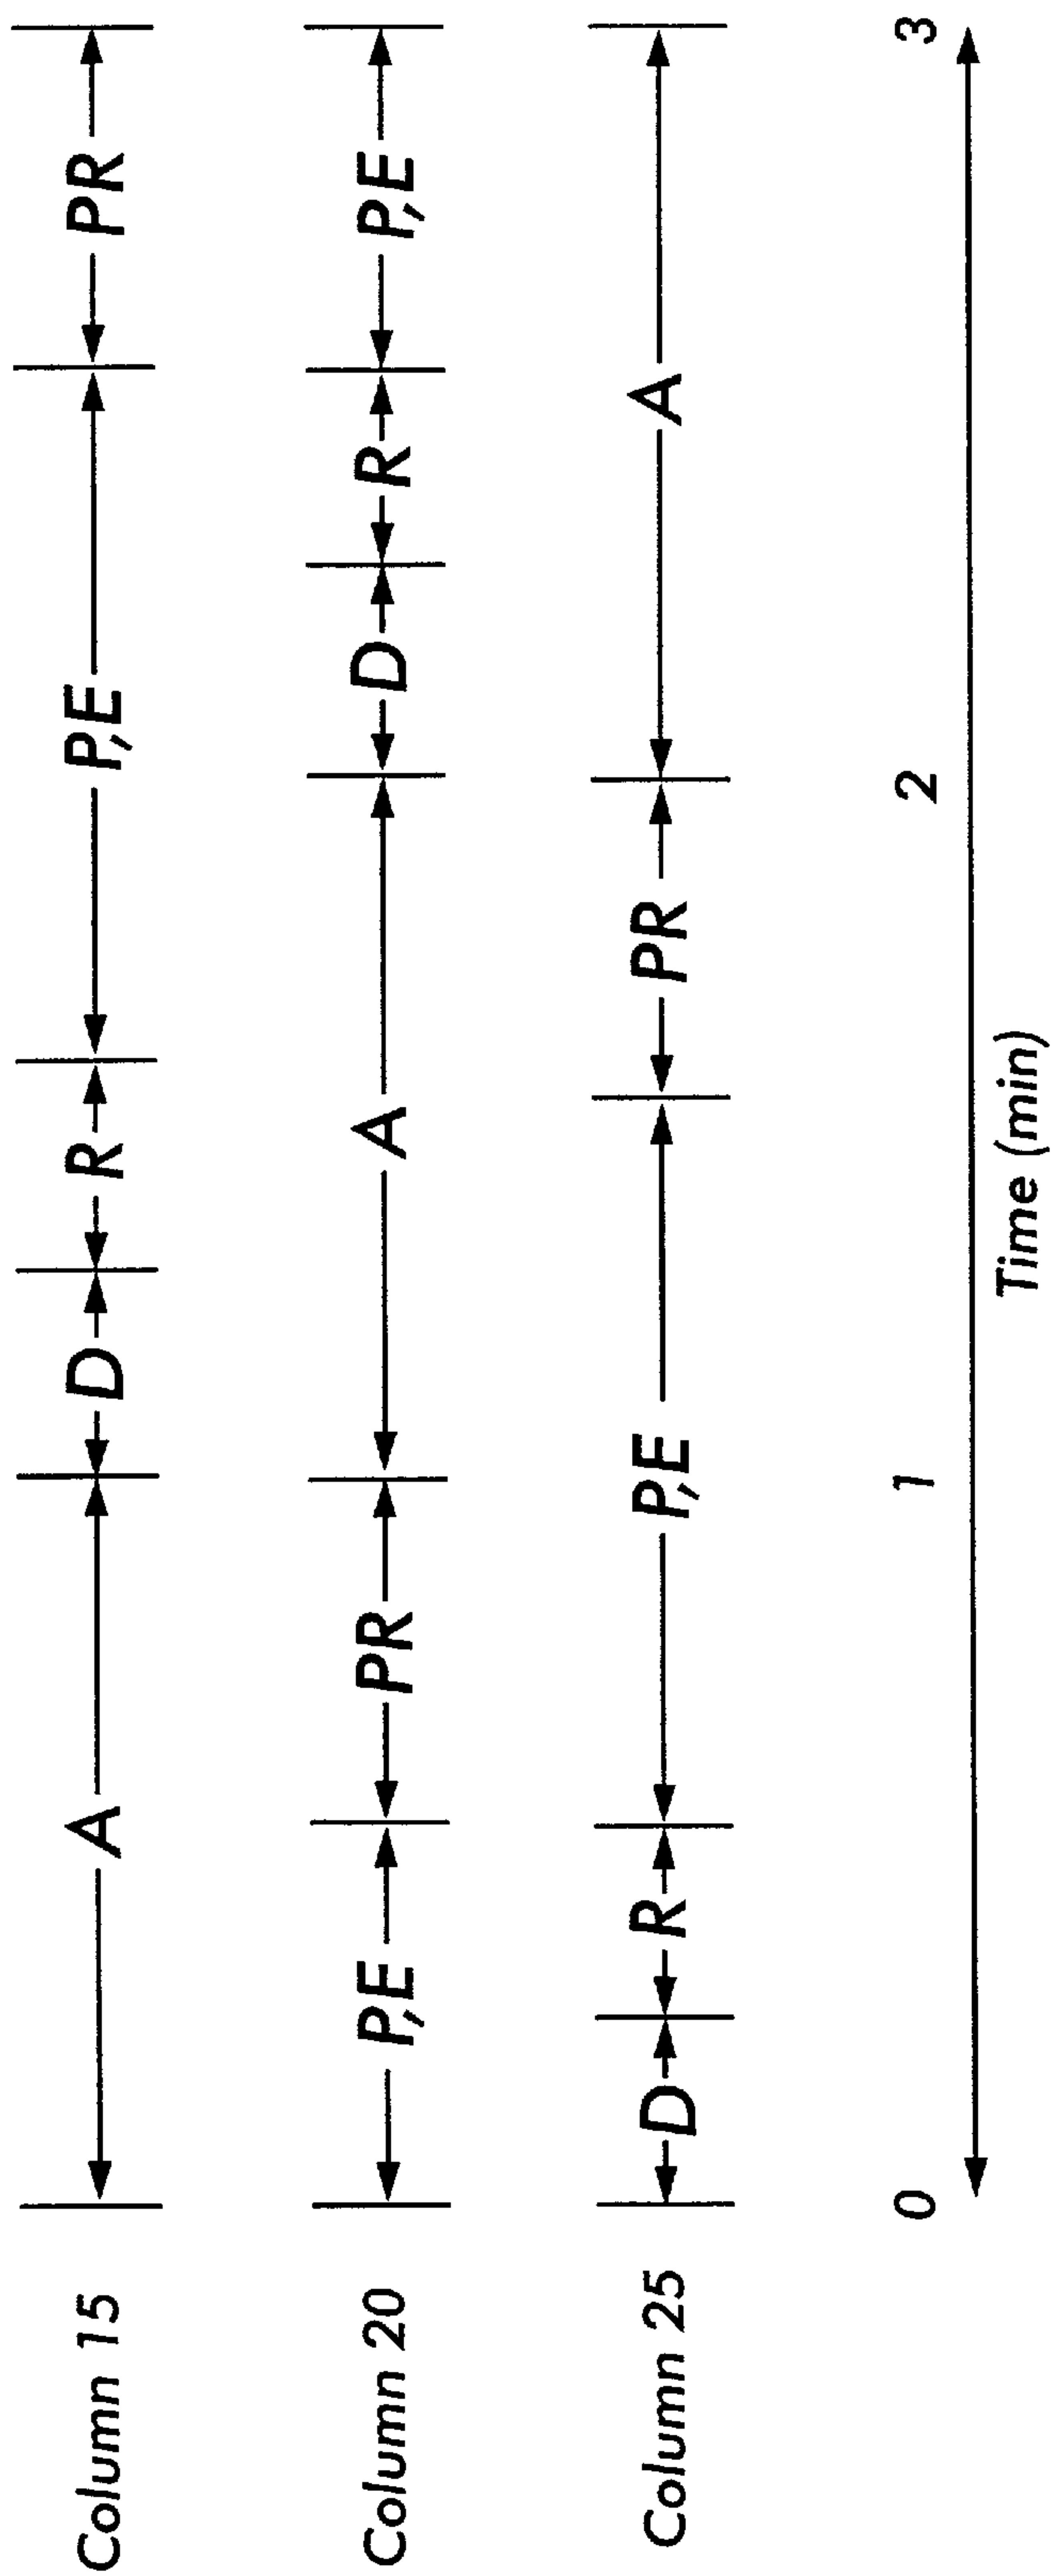 Column 15 A D R P,E PR
Column 20 P,E PR A D R P,E
Column 25 D R P,E PR A
0 1 2 3
Time (min)